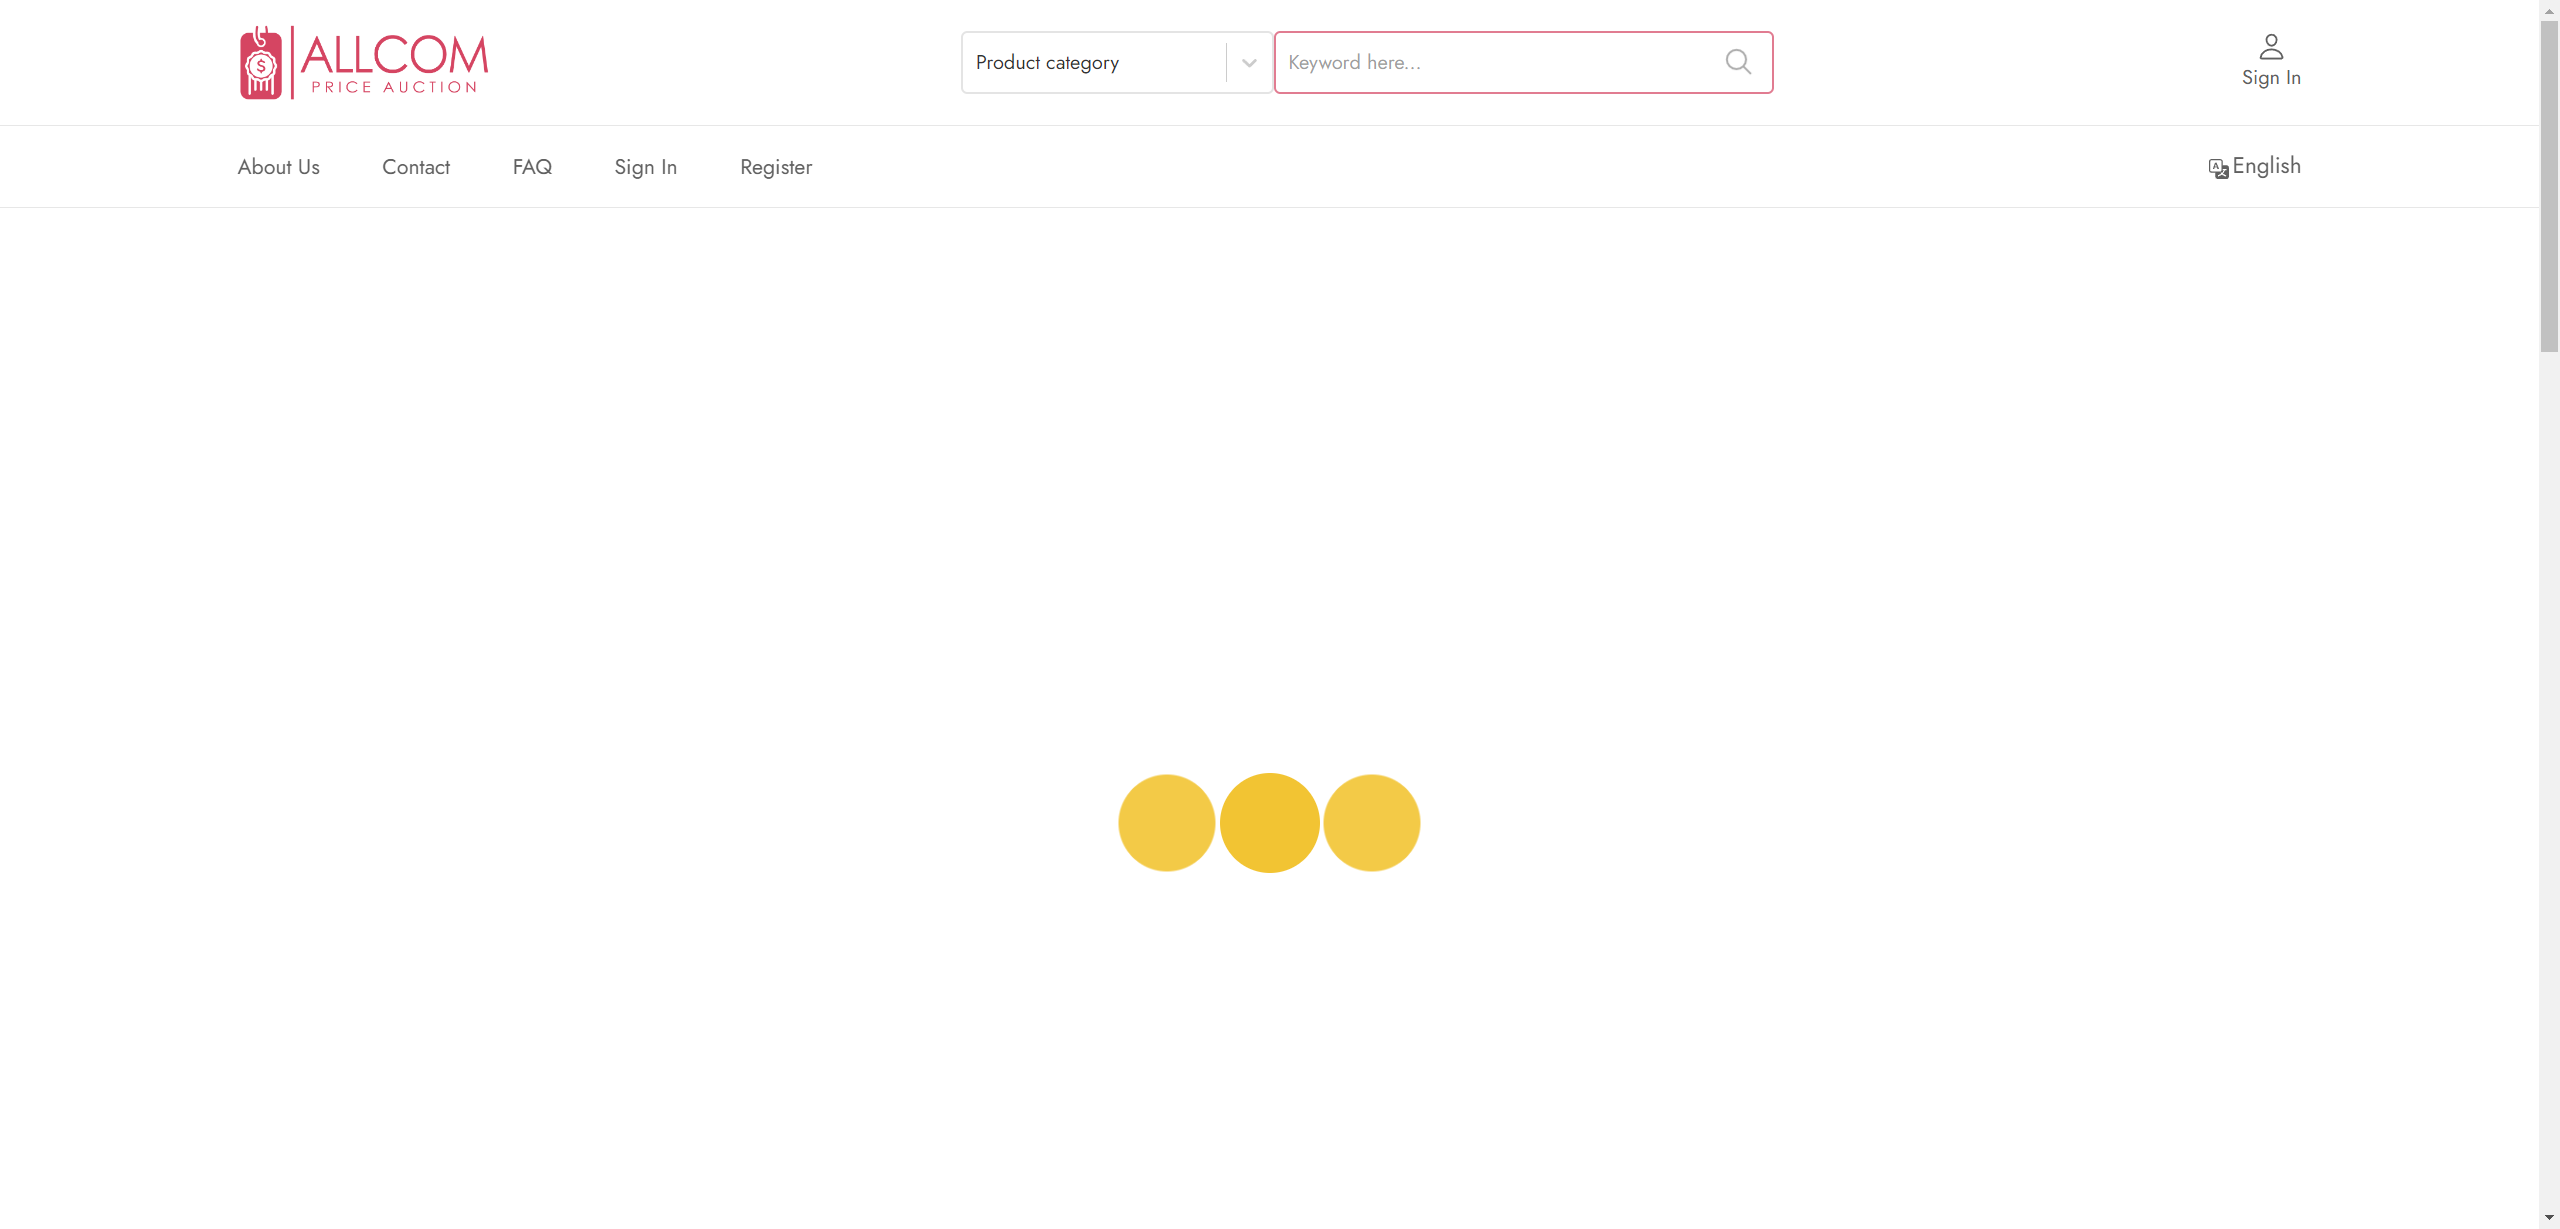 ALLCOM
PRICE AUCTION
Product category
Keyword here...
Sign In
About Us
Contact
FAQ
Sign In
Register
English